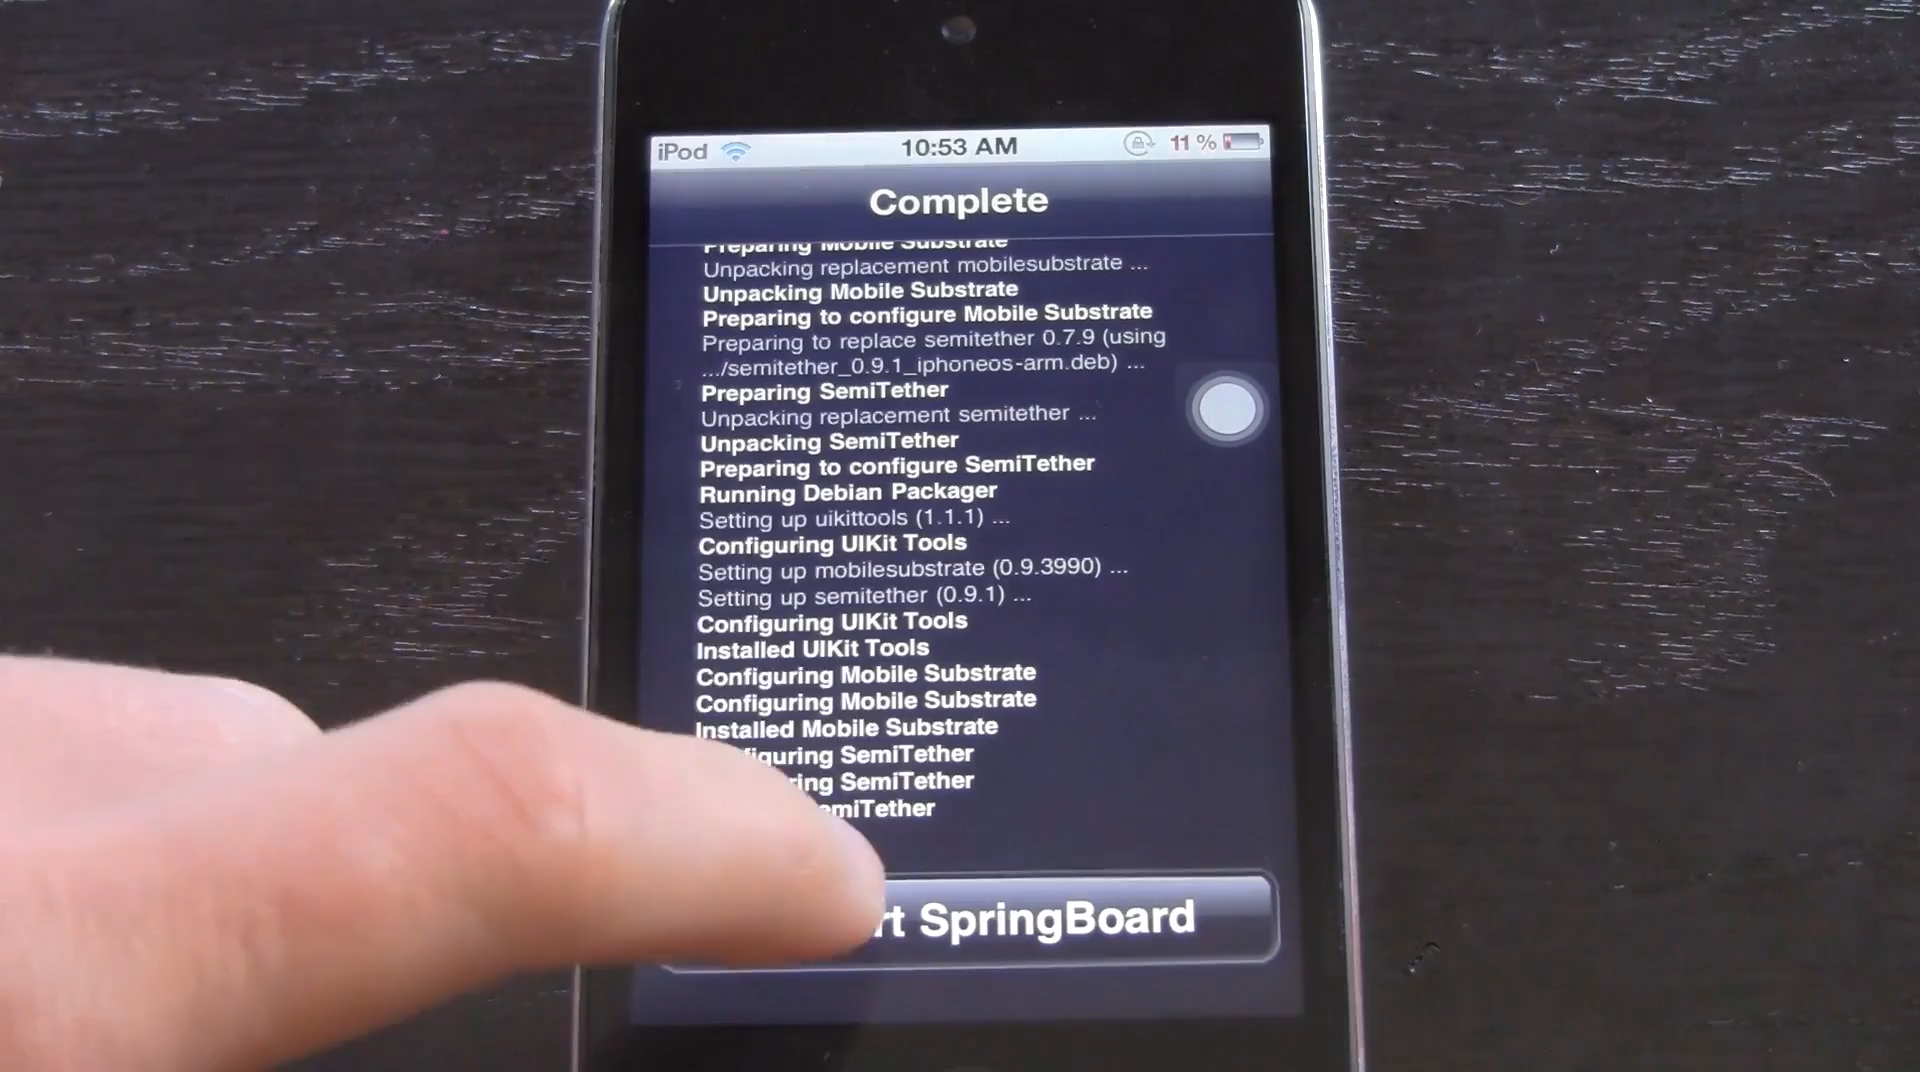 iPod 10:53 AM 11 %
Complete
Preparing Mobile Substrate
Unpacking replacement mobilesubstrate ...
Unpacking Mobile Substrate
Preparing to configure Mobile Substrate
Preparing to replace semitether 0.7.9 (using
.../semitether_0.9.1_iphoneos-arm.deb) ...
Preparing SemiTether
Unpacking replacement semitether ...
Unpacking SemiTether
Preparing to configure SemiTether
Running Debian Packager
Setting up uikittools (1.1.1) ...
Configuring UIKit Tools
Setting up mobilesubstrate (0.9.3990) ...
Setting up semitether (0.9.1) ...
Configuring UIKit Tools
Installed UIKit Tools
Configuring Mobile Substrate
Configuring Mobile Substrate
Installed Mobile Substrate
SemiTether
SemiTether
SpringBoard